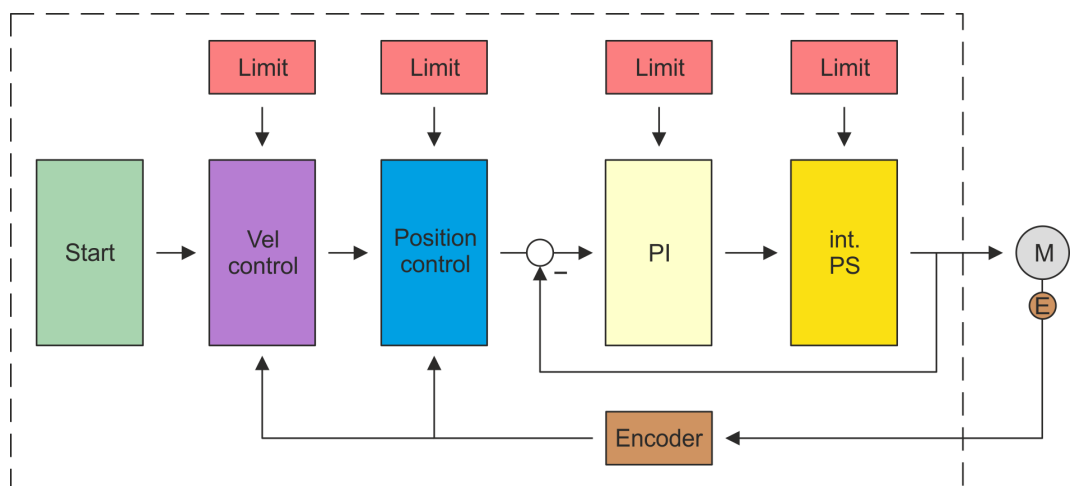 Limit
Limit
Limit
Limit
Start
Vel
control
Position
control
–
PI
int.
PS
M
E
Encoder